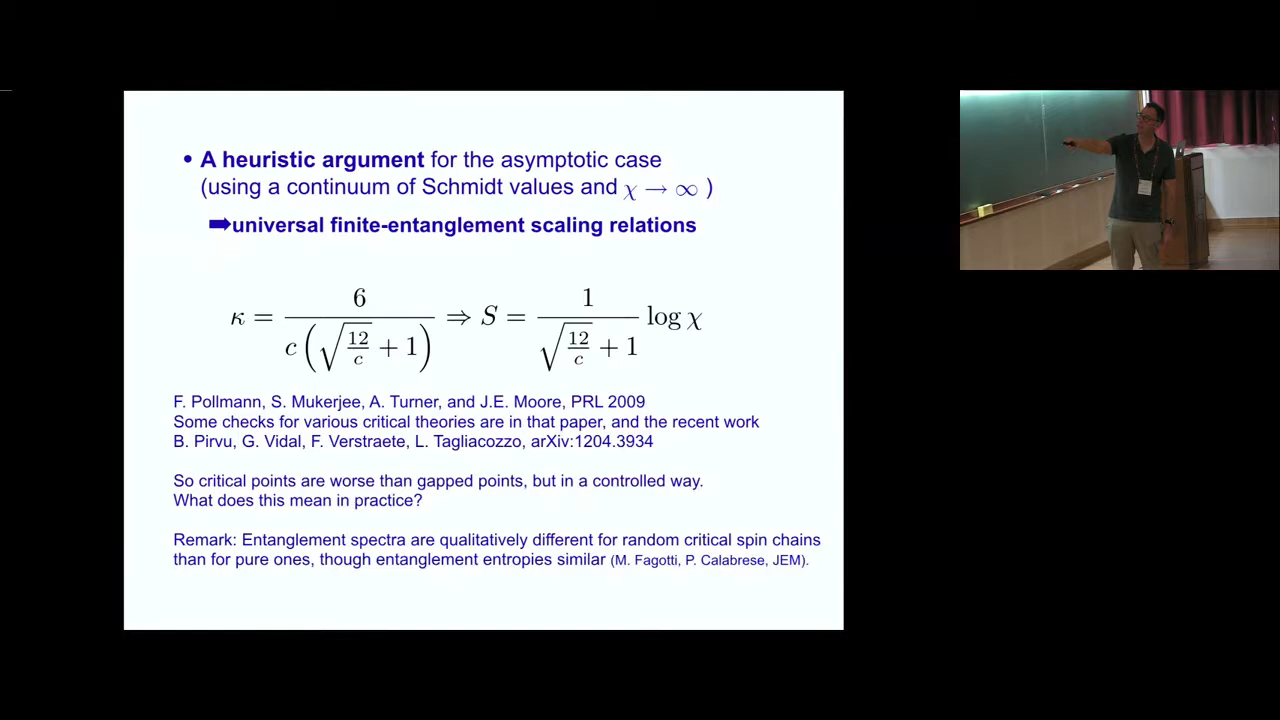 • A heuristic argument for the asymptotic case
(using a continuum of Schmidt values and χ → ∞ )
➡universal finite-entanglement scaling relations
κ = 6 / ( c ( √(12/c) + 1 ) ) ⇒ S = 1 / ( √(12/c) + 1 ) log χ
F. Pollmann, S. Mukerjee, A. Turner, and J.E. Moore, PRL 2009
Some checks for various critical theories are in that paper, and the recent work
B. Pirvu, G. Vidal, F. Verstraete, L. Tagliacozzo, arXiv:1204.3934
So critical points are worse than gapped points, but in a controlled way.
What does this mean in practice?
Remark: Entanglement spectra are qualitatively different for random critical spin chains
than for pure ones, though entanglement entropies similar (M. Fagotti, P. Calabrese, JEM).